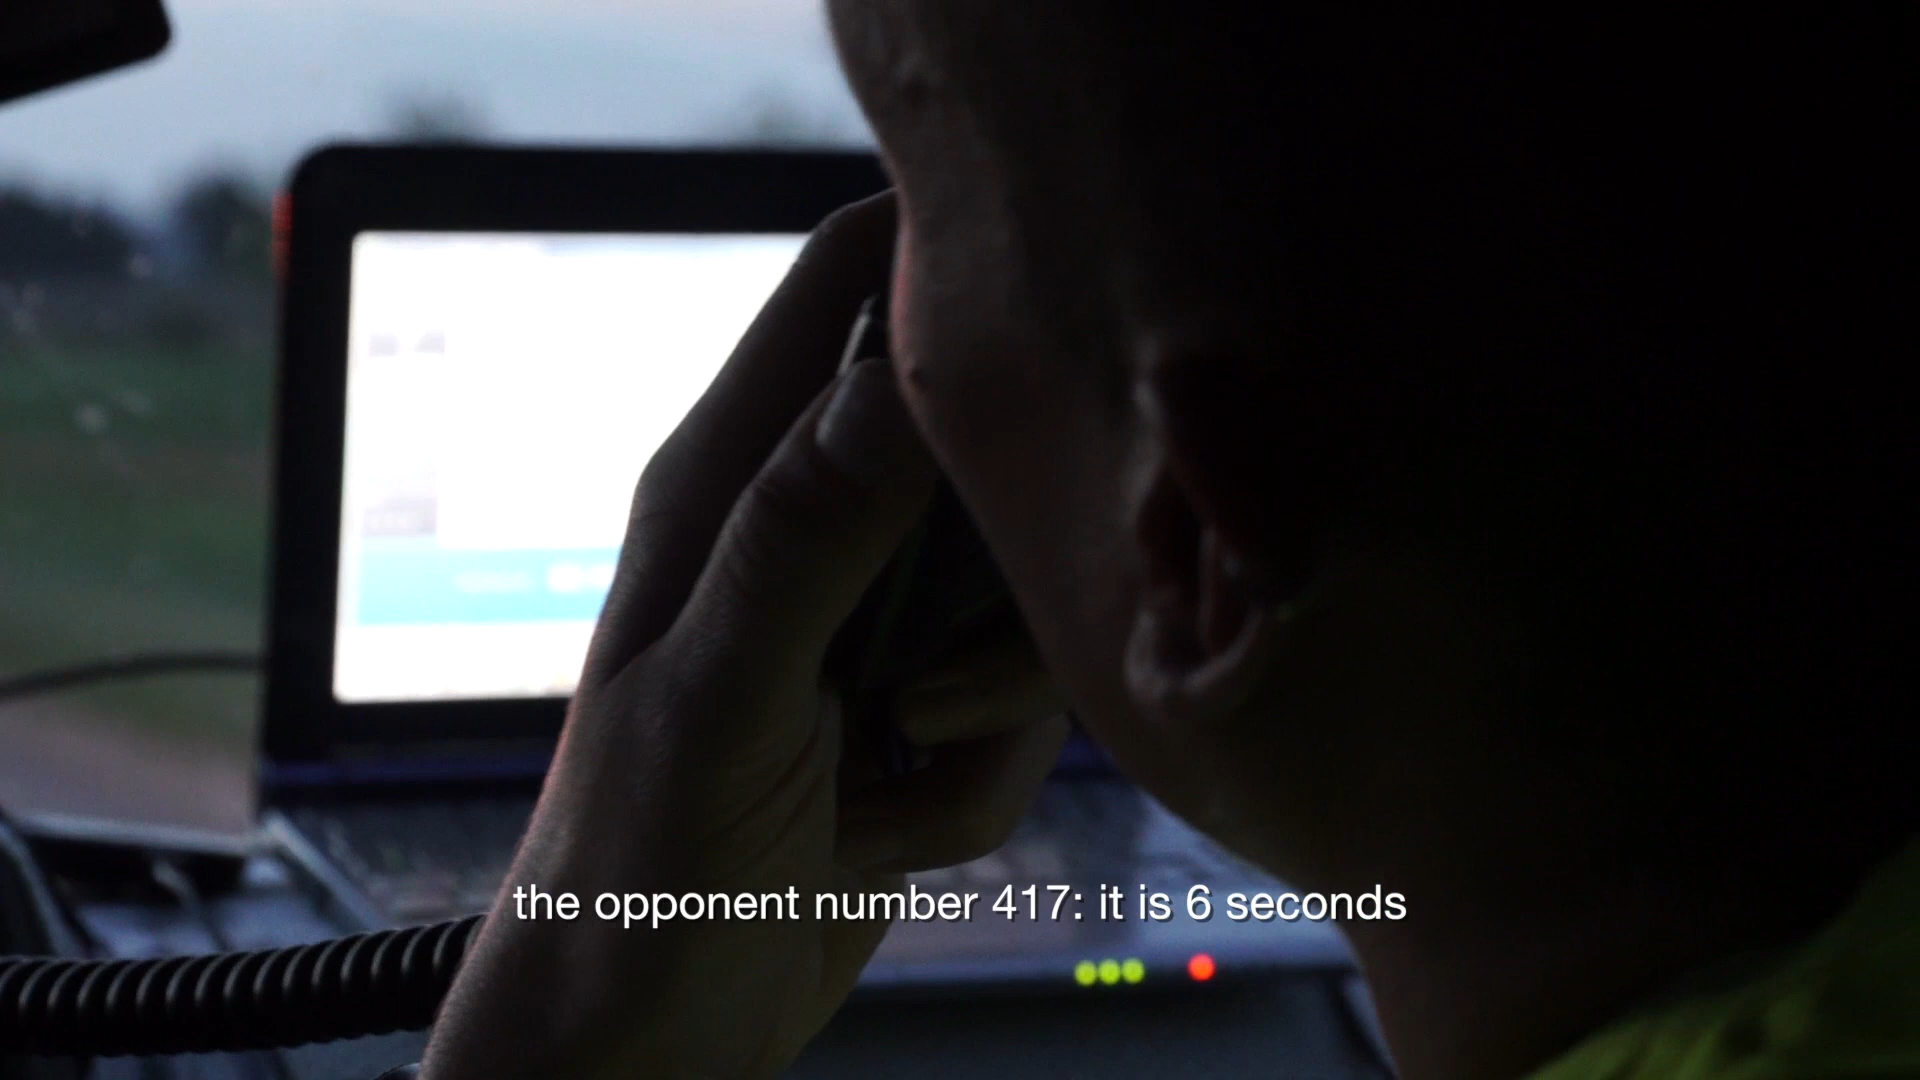 the opponent number 417: it is 6 seconds